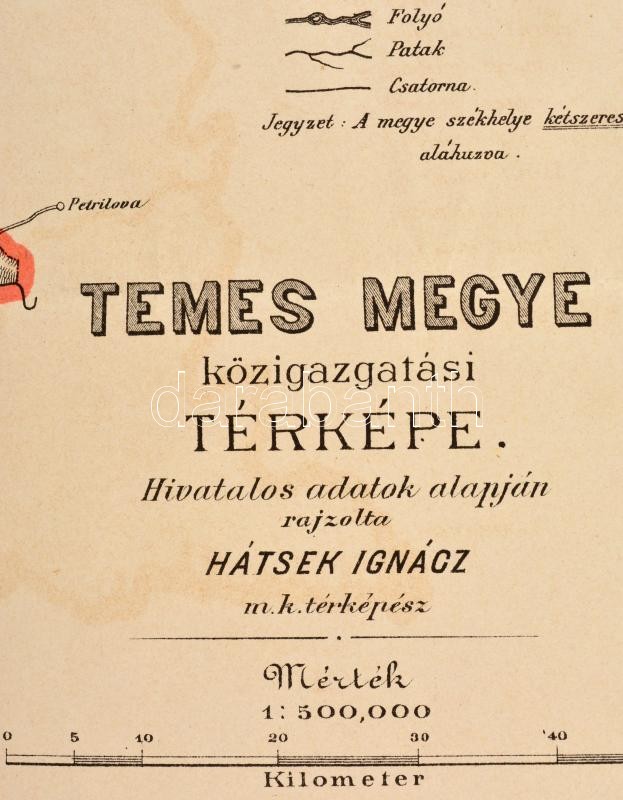 Folyó
Patak
Csatorna.
Jegyzet: A megye székhelye kétszeres
aláhuzva.
Petrilova
TEMES MEGYE
közigazgatási
darabanth
TÉRKÉPE.
Hivatalos adatok alapján
rajzolta
HÁTSEK IGNÁCZ
m.k.térképész
Mérték
1:500,000
0 5 10 20 30 40
Kilometer